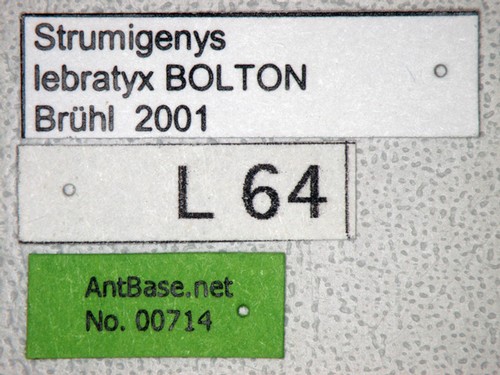 Strumigenys
lebratyx BOLTON
Brühl 2001
L 64
AntBase.net
No. 00714